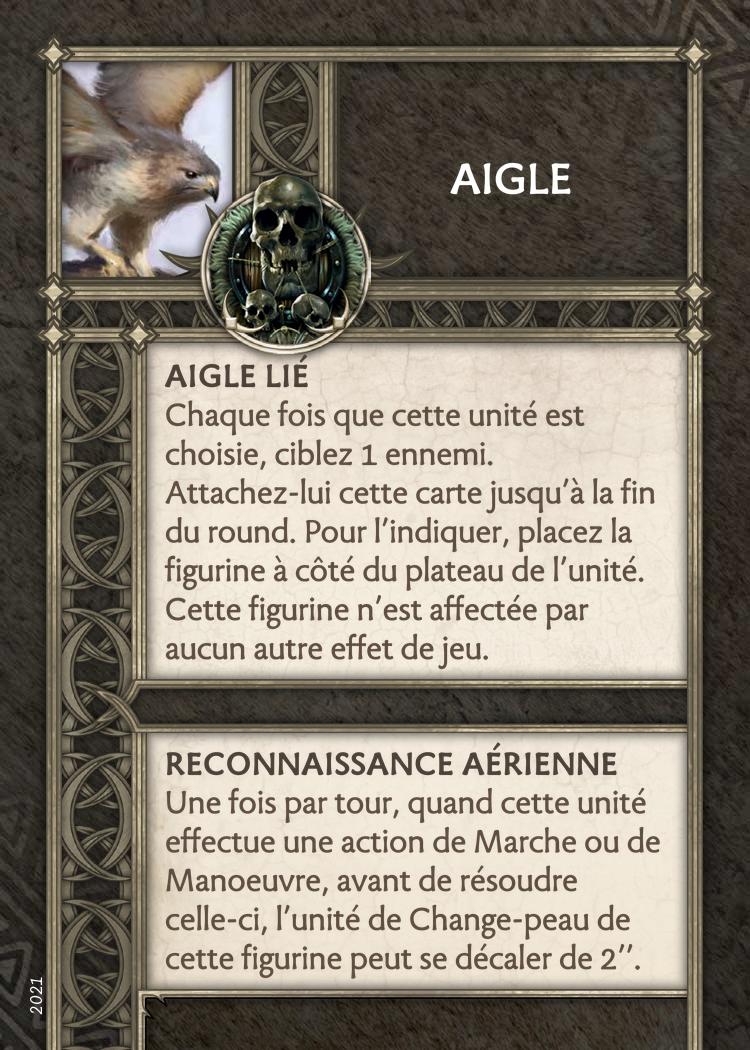 AIGLE
AIGLE LIÉ
Chaque fois que cette unité est
choisie, ciblez 1 ennemi.
Attachez-lui cette carte jusqu'à la fin
du round. Pour l'indiquer, placez la
figurine à côté du plateau de l'unité.
Cette figurine n'est affectée par
aucun autre effet de jeu.
RECONNAISSANCE AÉRIENNE
Une fois par tour, quand cette unité
effectue une action de Marche ou de
Manoeuvre, avant de résoudre
celle-ci, l'unité de Change-peau de
cette figurine peut se décaler de 2’’.
2021